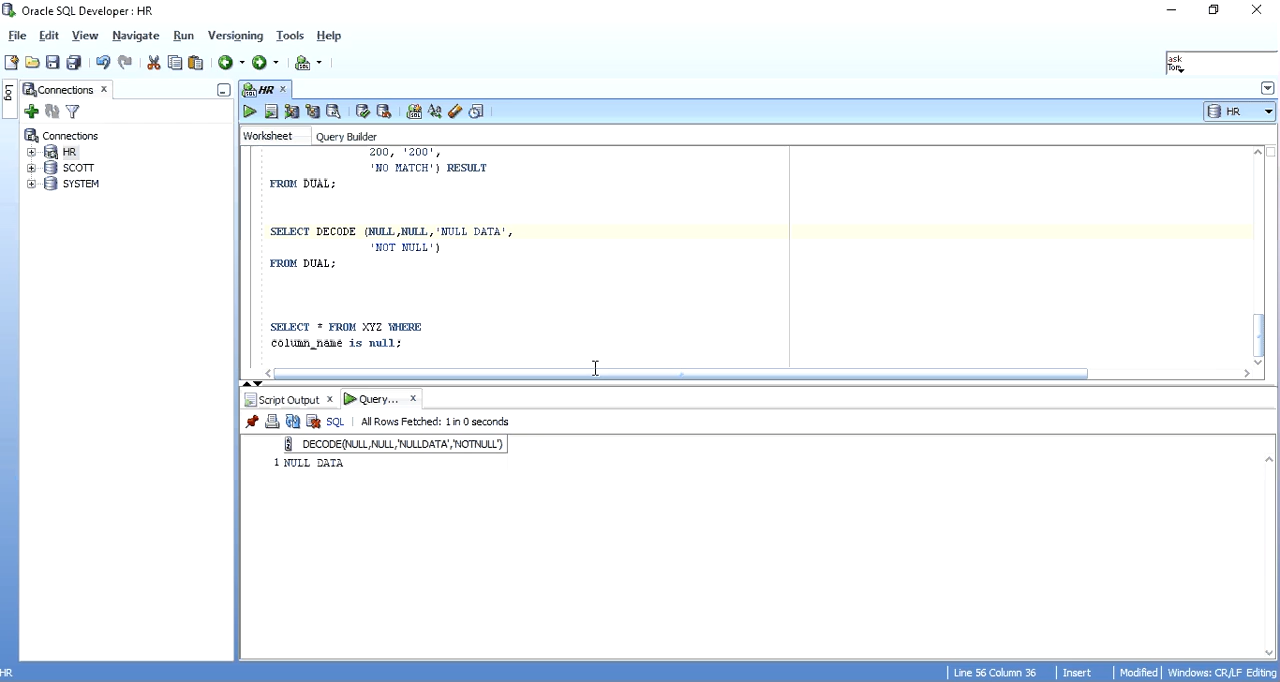 Oracle SQL Developer : HR
File Edit View Navigate Run Versioning Tools Help
ask
Tom
Log
Connections
HR
HR
Worksheet Query Builder
Connections
HR
SCOTT
SYSTEM
200, '200',
'NO MATCH') RESULT
FROM DUAL;
SELECT DECODE (NULL,NULL,'NULL DATA',
'NOT NULL')
FROM DUAL;
SELECT * FROM XYZ WHERE
column_name is null;
Script Output Query...
SQL All Rows Fetched: 1 in 0 seconds
DECODE(NULL,NULL,'NULLDATA','NOTNULL')
1 NULL DATA
HR Line 56 Column 36 Insert Modified Windows: CR/LF Editing